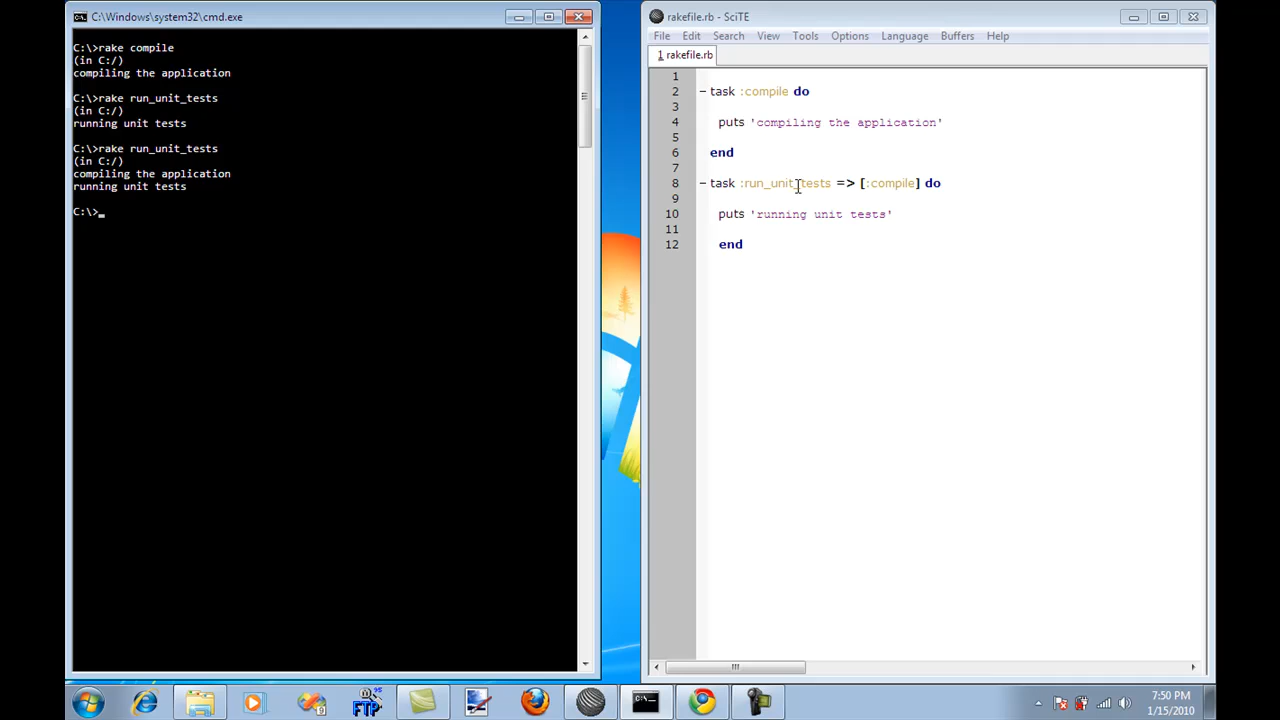 C:\Windows\system32\cmd.exe
C:\>rake compile
(in C:/)
compiling the application
C:\>rake run_unit_tests
(in C:/)
running unit tests
C:\>rake run_unit_tests
(in C:/)
compiling the application
running unit tests
C:\>_
rakefile.rb - SciTE
File Edit Search View Tools Options Language Buffers Help
1 rakefile.rb
1
2 task :compile do
3
4 puts 'compiling the application'
5
6 end
7
8 task :run_unit_tests => [:compile] do
9
10 puts 'running unit tests'
11
12 end
FTP
7:50 PM
1/15/2010